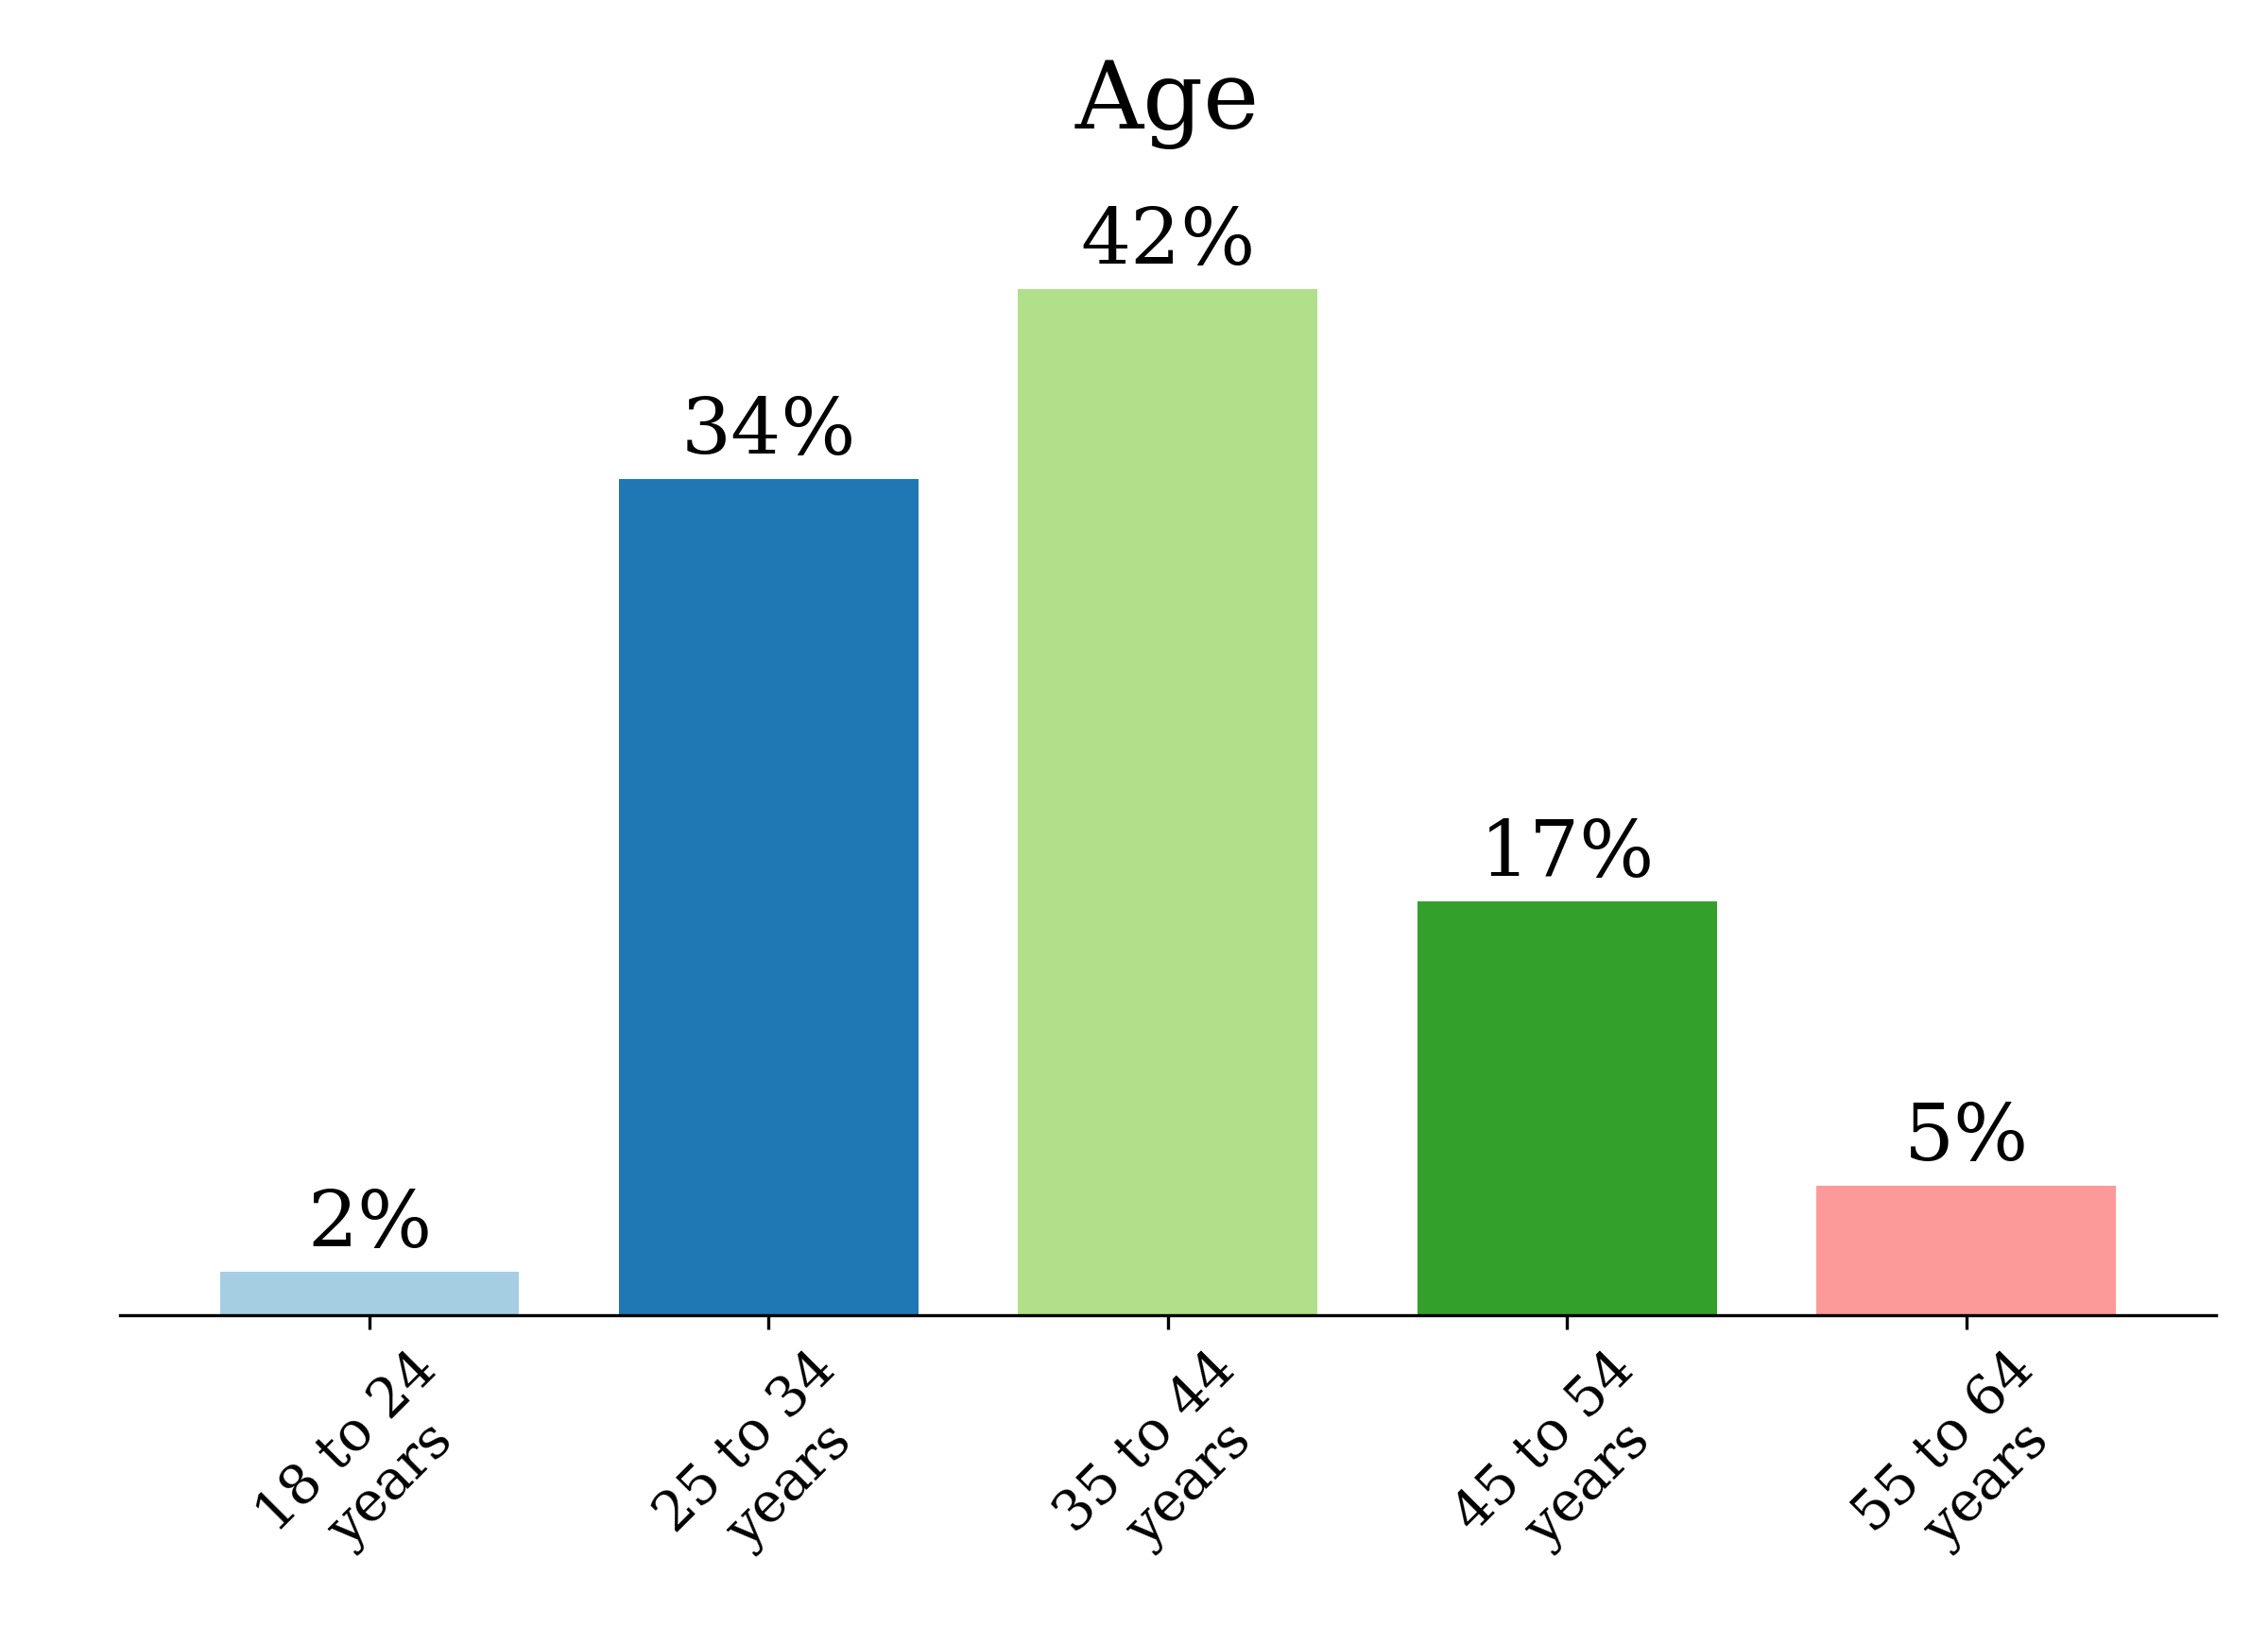 Age
42%
34%
17%
5%
2%
18 to 24
years
25 to 34
years
35 to 44
years
45 to 54
years
55 to 64
years